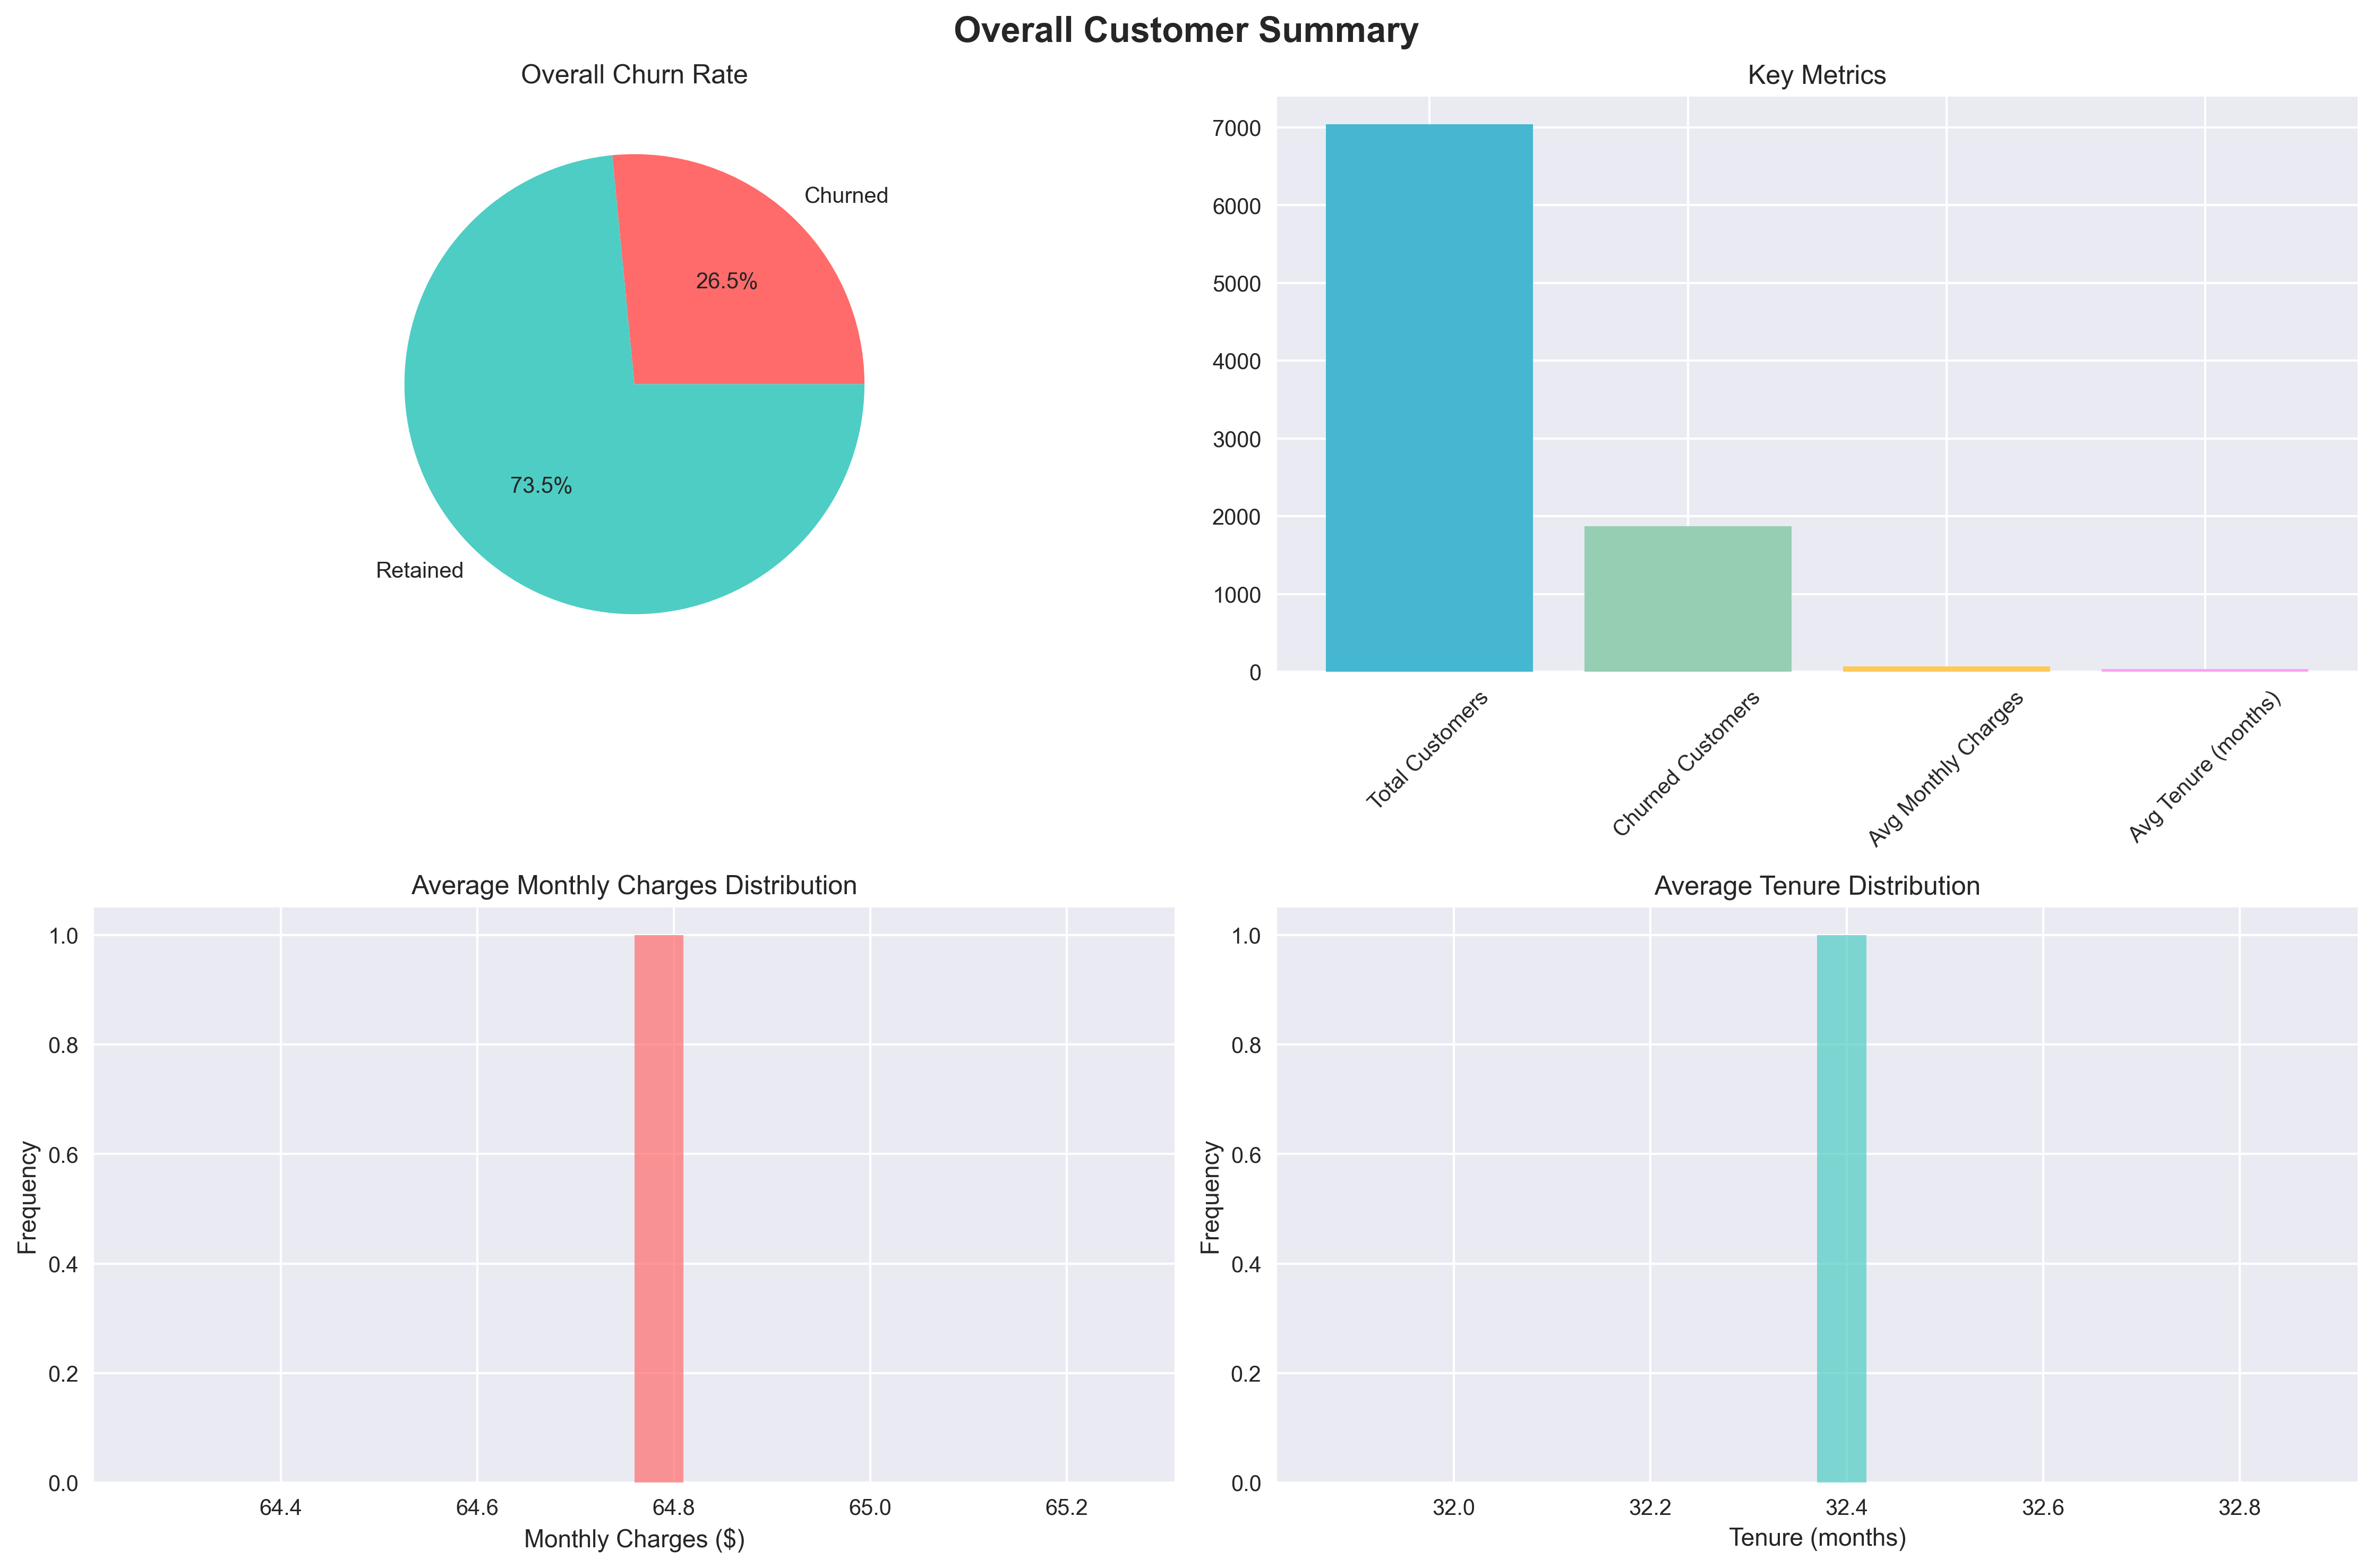 Overall Customer Summary
Overall Churn Rate
Churned
26.5%
73.5%
Retained
Key Metrics
7000
6000
5000
4000
3000
2000
1000
0
Total Customers
Churned Customers
Avg Monthly Charges
Avg Tenure (months)
Average Monthly Charges Distribution
Frequency
1.0
0.8
0.6
0.4
0.2
0.0
64.4 64.6 64.8 65.0 65.2
Monthly Charges ($)
Average Tenure Distribution
Frequency
1.0
0.8
0.6
0.4
0.2
0.0
32.0 32.2 32.4 32.6 32.8
Tenure (months)